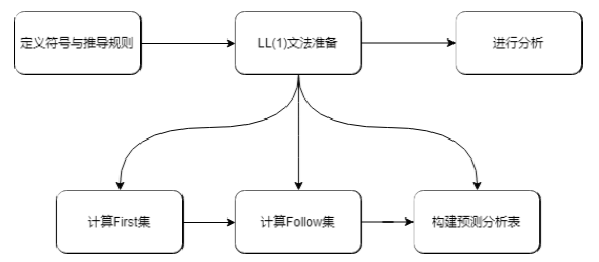 定义符号与推导规则
LL(1)文法准备
进行分析
计算First集
计算Follow集
构建预测分析表